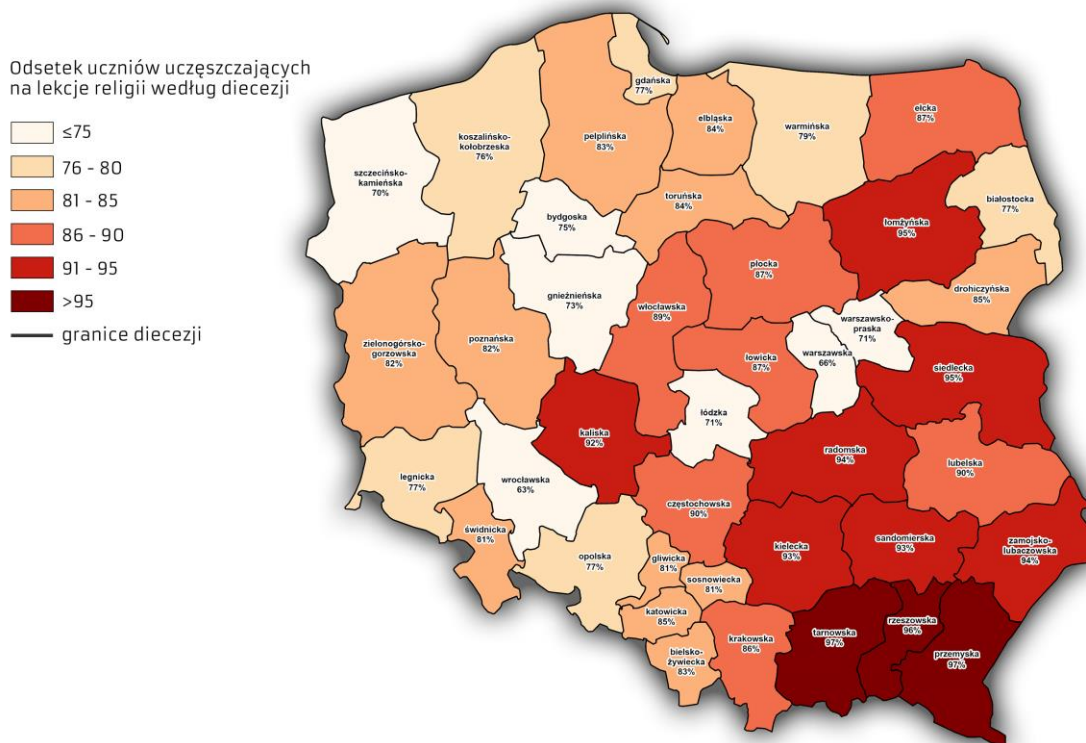 Odsetek uczniów uczęszczających
na lekcje religii według diecezji
≤75
76 - 80
81 - 85
86 - 90
91 - 95
>95
granice diecezji
gdańska
77%
koszalińsko-
kołobrzeska
76%
pelplińska
83%
elbląska
84%
warmińska
79%
ełcka
87%
szczecińsko-
kamieńska
70%
bydgoska
75%
toruńska
84%
łomżyńska
95%
białostocka
77%
gnieźnieńska
73%
włocławska
89%
płocka
87%
drohiczyńska
85%
zielonogórsko-
gorzowska
82%
poznańska
82%
łowicka
87%
warszawska
66%
warszawsko-
praska
71%
siedlecka
95%
kaliska
92%
łódzka
71%
radomska
94%
lubelska
90%
legnicka
77%
wrocławska
63%
częstochowska
90%
świdnicka
81%
opolska
77%
gliwicka
81%
sosnowiecka
81%
kielecka
93%
sandomierska
93%
zamojsko-
lubaczowska
94%
katowicka
85%
bielsko-
żywiecka
83%
krakowska
86%
tarnowska
97%
rzeszowska
96%
przemyska
97%